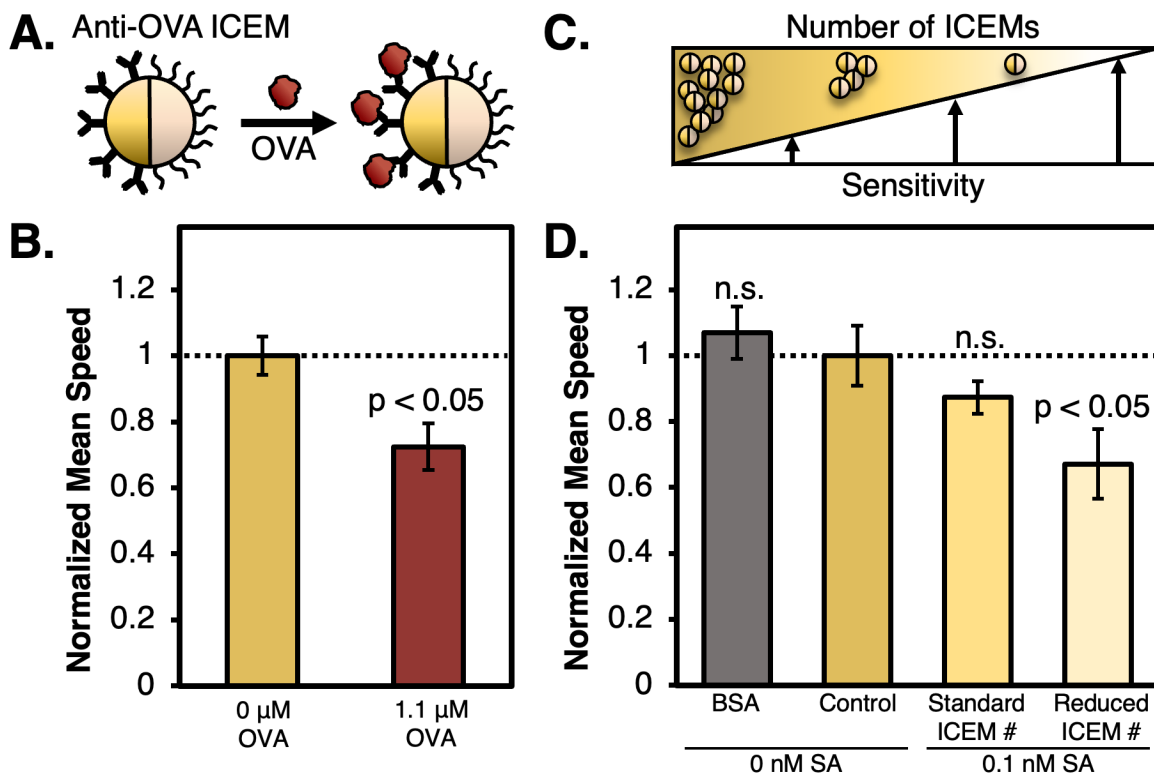 A. Anti-OVA ICEM
OVA
B.
Normalized Mean Speed
1.2
1
0.8
0.6
0.4
0.2
0
p < 0.05
0 µM
OVA
1.1 µM
OVA
C. Number of ICEMs
Sensitivity
D.
Normalized Mean Speed
1.2
1
0.8
0.6
0.4
0.2
0
n.s.
n.s.
p < 0.05
BSA
Control
Standard
ICEM #
Reduced
ICEM #
0 nM SA
0.1 nM SA